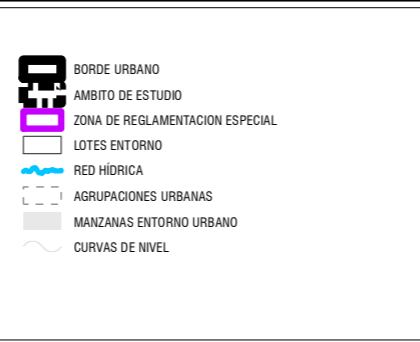 BORDE URBANO
AMBITO DE ESTUDIO
ZONA DE REGLAMENTACION ESPECIAL
LOTES ENTORNO
RED HÍDRICA
AGRUPACIONES URBANAS
MANZANAS ENTORNO URBANO
CURVAS DE NIVEL